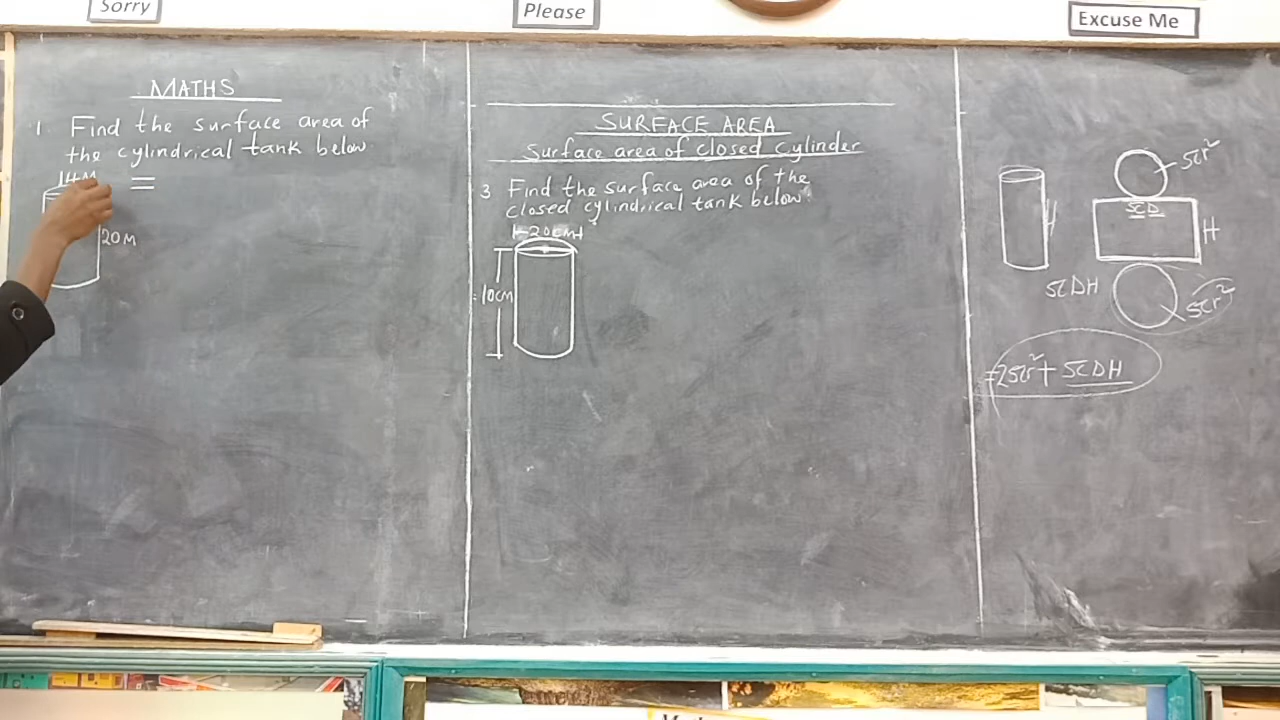 Sorry
Please
Excuse Me
MATHS
1. Find the surface area of
the cylindrical tank below
14M
=
20M
SURFACE AREA
Surface area of closed cylinder
3 Find the surface area of the
closed cylindrical tank below.
20cm
10cm
H
πr²
πD
H
πDH
πr²
=2πr²+ πDH